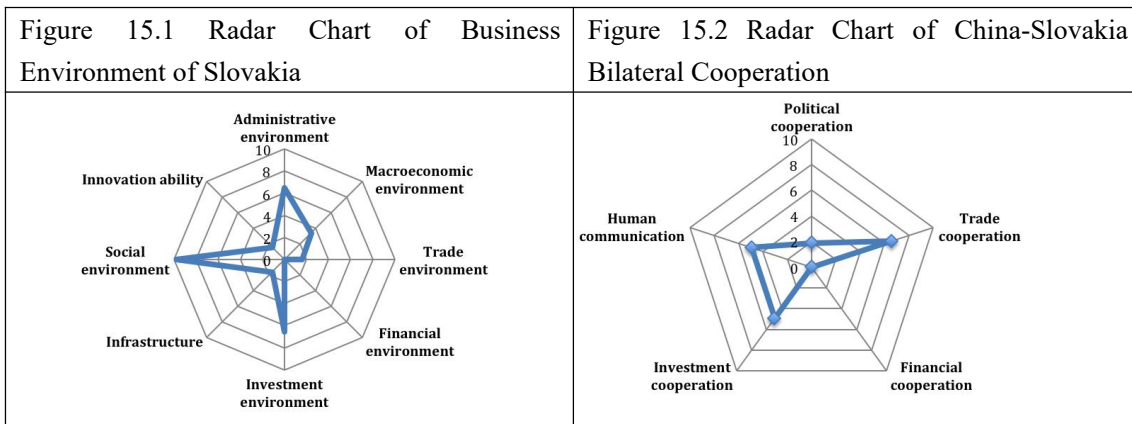 Figure 15.1 Radar Chart of Business
Environment of Slovakia
Figure 15.2 Radar Chart of China-Slovakia
Bilateral Cooperation
Administrative
environment
10
8
6
4
2
0
Macroeconomic
environment
Trade
environment
Financial
environment
Investment
environment
Infrastructure
Social
environment
Innovation ability
Political
cooperation
10
8
6
4
2
0
Trade
cooperation
Financial
cooperation
Investment
cooperation
Human
communication